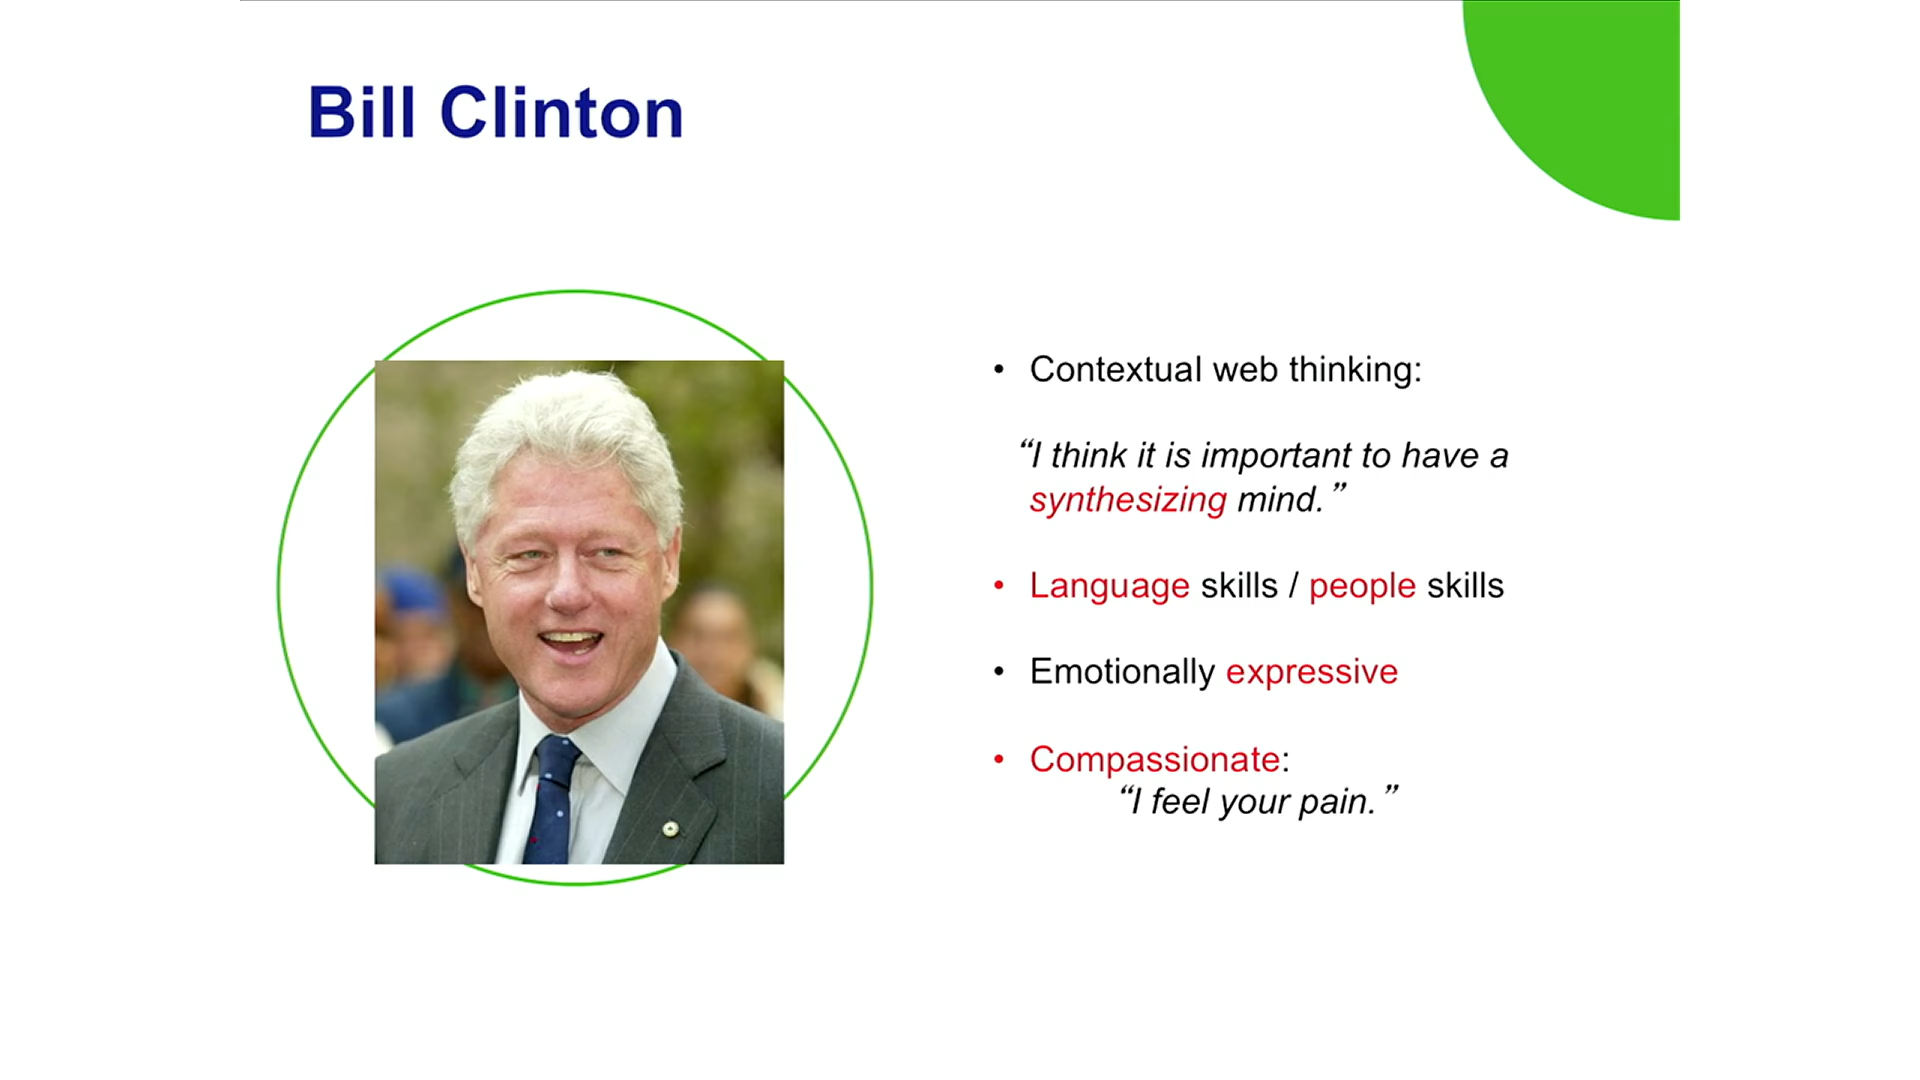 Bill Clinton
• Contextual web thinking:
“I think it is important to have a
synthesizing mind.”
• Language skills / people skills
• Emotionally expressive
• Compassionate:
“I feel your pain.”